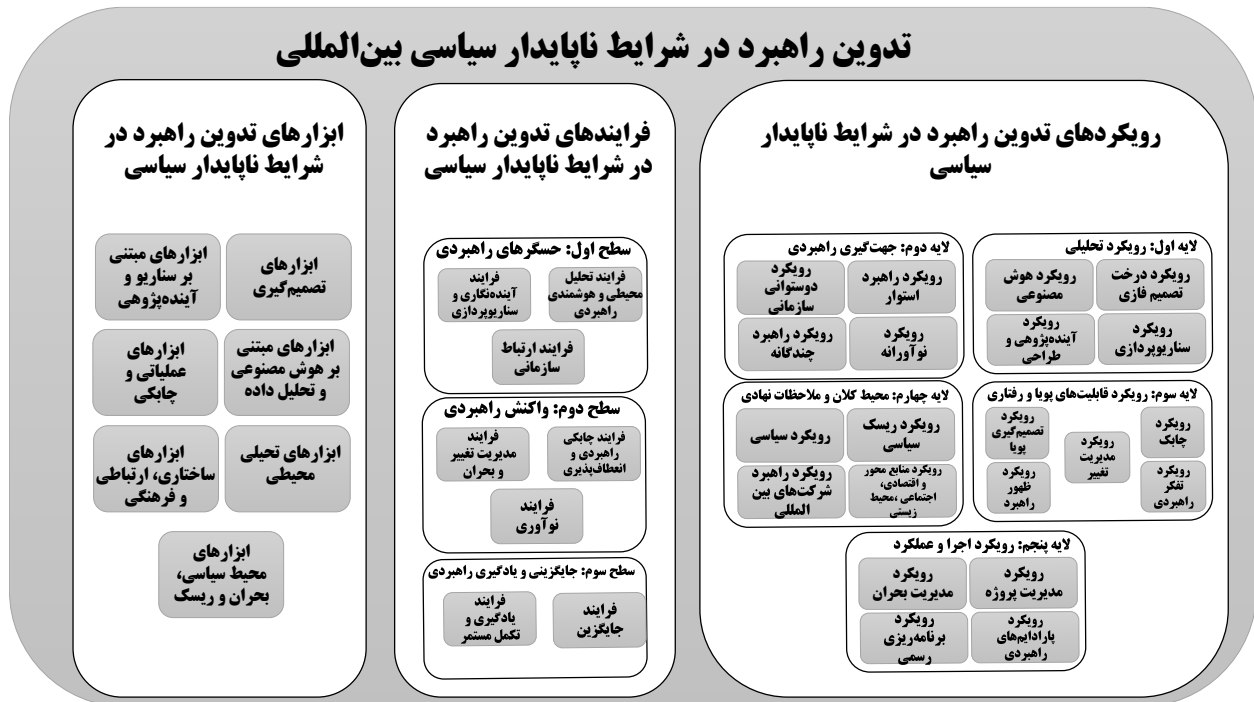 تدوین راهبرد در شرایط ناپایدار سیاسی بین‌المللی
رویکردهای تدوین راهبرد در شرایط ناپایدار
سیاسی
لایه اول: رویکرد تحلیلی
رویکرد درخت
تصمیم فازی
رویکرد هوش
مصنوعی
رویکرد
سناریوپردازی
رویکرد
آینده‌پژوهی و
طراحی
لایه دوم: جهت‌گیری راهبردی
رویکرد راهبرد
استوار
رویکرد
دوستوانی
سازمانی
رویکرد
نوآورانه
رویکرد راهبرد
چندگانه
لایه سوم: رویکرد قابلیت‌های پویا و رفتاری
رویکرد
چابک
رویکرد
مدیریت
تغییر
رویکرد
تصمیم‌گیری
پویا
رویکرد
تفکر
راهبردی
رویکرد
ظهور
راهبرد
لایه چهارم: محیط کلان و ملاحظات نهادی
رویکرد ریسک
سیاسی
رویکرد سیاسی
رویکرد منابع محور
و اقتصادی،
اجتماعی ،محیط
زیستی
رویکرد راهبرد
شرکت‌های بین
المللی
لایه پنجم: رویکرد اجرا و عملکرد
رویکرد
مدیریت پروژه
رویکرد
مدیریت بحران
رویکرد
پارادایم‌های
راهبردی
رویکرد
برنامه‌ریزی
رسمی
فرایندهای تدوین راهبرد
در شرایط ناپایدار سیاسی
سطح اول: حسگرهای راهبردی
فرایند تحلیل
محیطی و هوشمندی
راهبردی
فرایند
آینده‌نگاری و
سناریوپردازی
فرایند ارتباط
سازمانی
سطح دوم: واکنش راهبردی
فرایند چابکی
راهبردی و
انعطاف‌پذیری
فرایند
مدیریت تغییر
و بحران
فرایند
نوآوری
سطح سوم: جایگزینی و یادگیری راهبردی
فرایند
جایگزین
فرایند
یادگیری و
تکمل مستمر
ابزارهای تدوین راهبرد در
شرایط ناپایدار سیاسی
ابزارهای
تصمیم‌گیری
ابزارهای مبتنی
بر سناریو و
آینده‌پژوهی
ابزارهای مبتنی
بر هوش مصنوعی
و تحلیل داده
ابزارهای
عملیاتی و
چابکی
ابزارهای تحیلی
محیطی
ابزارهای
ساختاری، ارتباطی
و فرهنگی
ابزارهای
محیط سیاسی،
بحران و ریسک